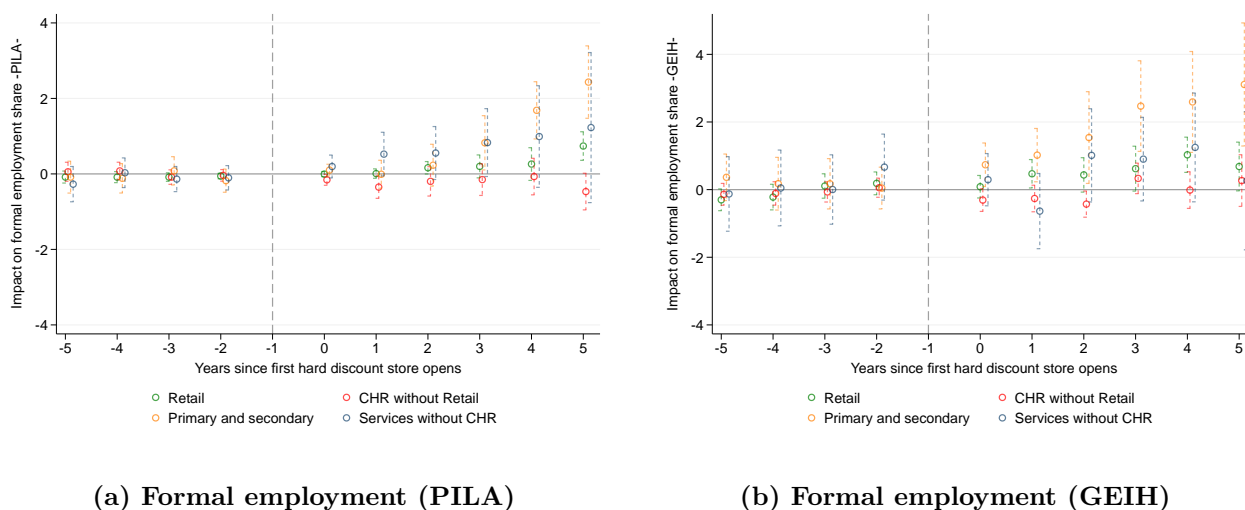 Impact on formal employment share -PILA-
4
2
0
-2
-4
-5 -4 -3 -2 -1 0 1 2 3 4 5
Years since first hard discount store opens
Retail CHR without Retail
Primary and secondary Services without CHR
(a) Formal employment (PILA)
Impact on formal employment share -GEIH-
4
2
0
-2
-4
-5 -4 -3 -2 -1 0 1 2 3 4 5
Years since first hard discount store opens
Retail CHR without Retail
Primary and secondary Services without CHR
(b) Formal employment (GEIH)